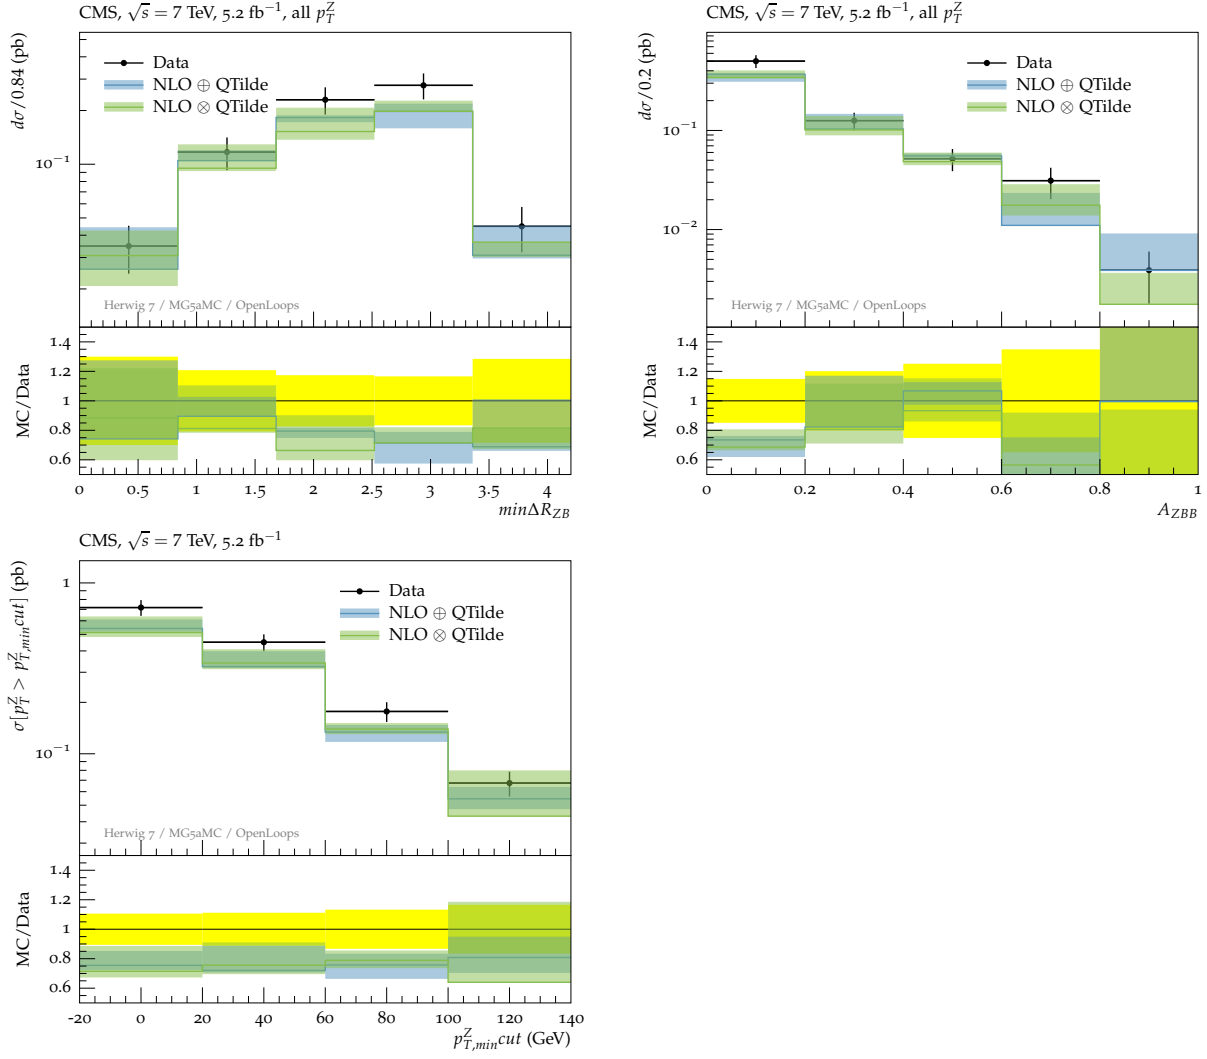 CMS, √s = 7 TeV, 5.2 fb⁻¹, all p_T^Z
dσ/0.84 (pb)
Data
NLO ⊕ QTilde
NLO ⊗ QTilde
10⁻¹
Herwig 7 / MG5aMC / OpenLoops
MC/Data
1.4
1.2
1
0.8
0.6
0 0.5 1 1.5 2 2.5 3 3.5 4
minΔR_ZB
CMS, √s = 7 TeV, 5.2 fb⁻¹, all p_T^Z
dσ/0.2 (pb)
Data
NLO ⊕ QTilde
NLO ⊗ QTilde
10⁻¹
10⁻²
Herwig 7 / MG5aMC / OpenLoops
MC/Data
1.4
1.2
1
0.8
0.6
0 0.2 0.4 0.6 0.8 1
A_ZBB
CMS, √s = 7 TeV, 5.2 fb⁻¹
σ[p_T^Z > p_{T,min}^Z cut] (pb)
1
Data
NLO ⊕ QTilde
NLO ⊗ QTilde
10⁻¹
Herwig 7 / MG5aMC / OpenLoops
MC/Data
1.4
1.2
1
0.8
0.6
-20 0 20 40 60 80 100 120 140
p_{T,min}^Z cut (GeV)